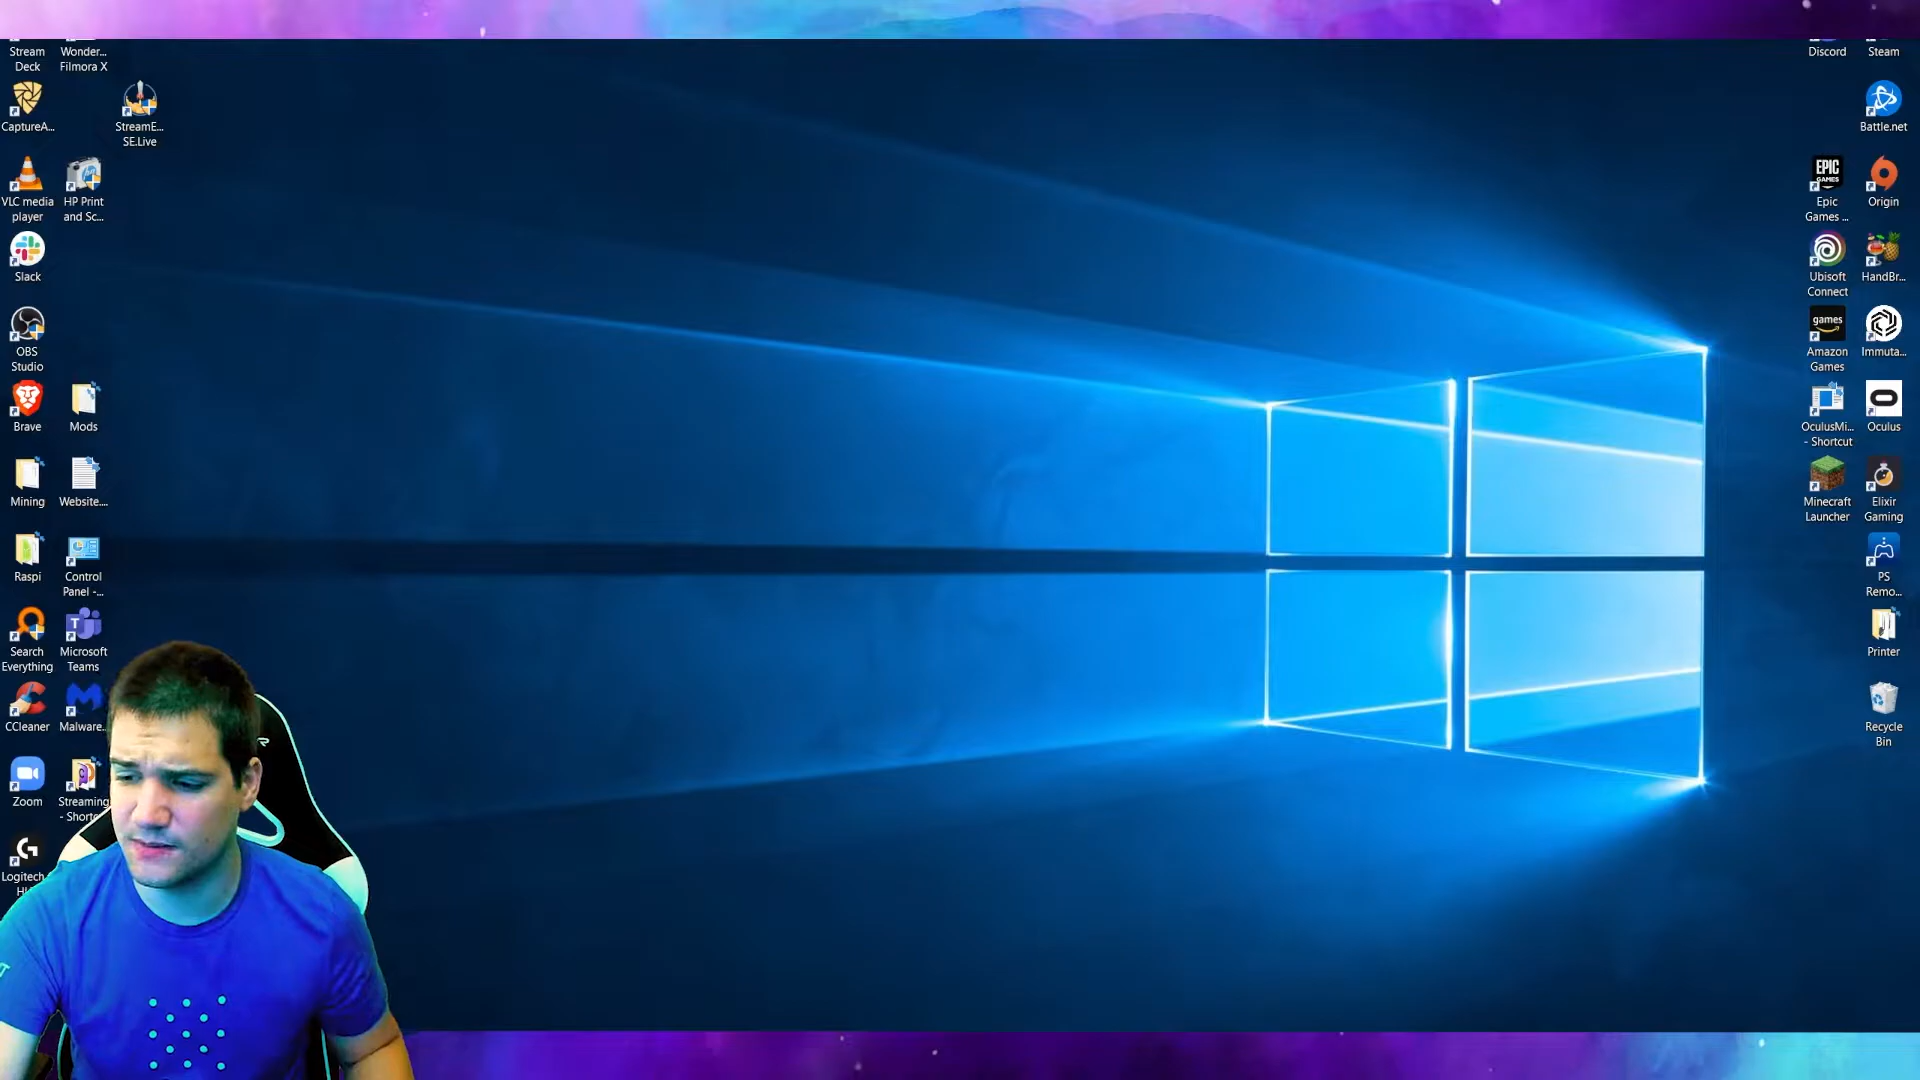 Stream
Deck
Wonder...
Filmora X
CaptureA...
StreamE...
SE.Live
VLC media
player
HP Print
and Sc...
Slack
OBS
Studio
Brave
Mods
Mining
Website....
Raspi
Control
Panel -...
Search
Everything
Microsoft
Teams
CCleaner
Malware...
Zoom
Streaming
Logitech
Discord
Steam
Battle.net
EPIC
GAMES
Epic
Games ...
Origin
Ubisoft
Connect
HandBr...
games
Amazon
Games
Immuta...
OculusMi...
- Shortcut
Oculus
Minecraft
Launcher
Elixir
Gaming
PS
Remo...
Printer
Recycle
Bin